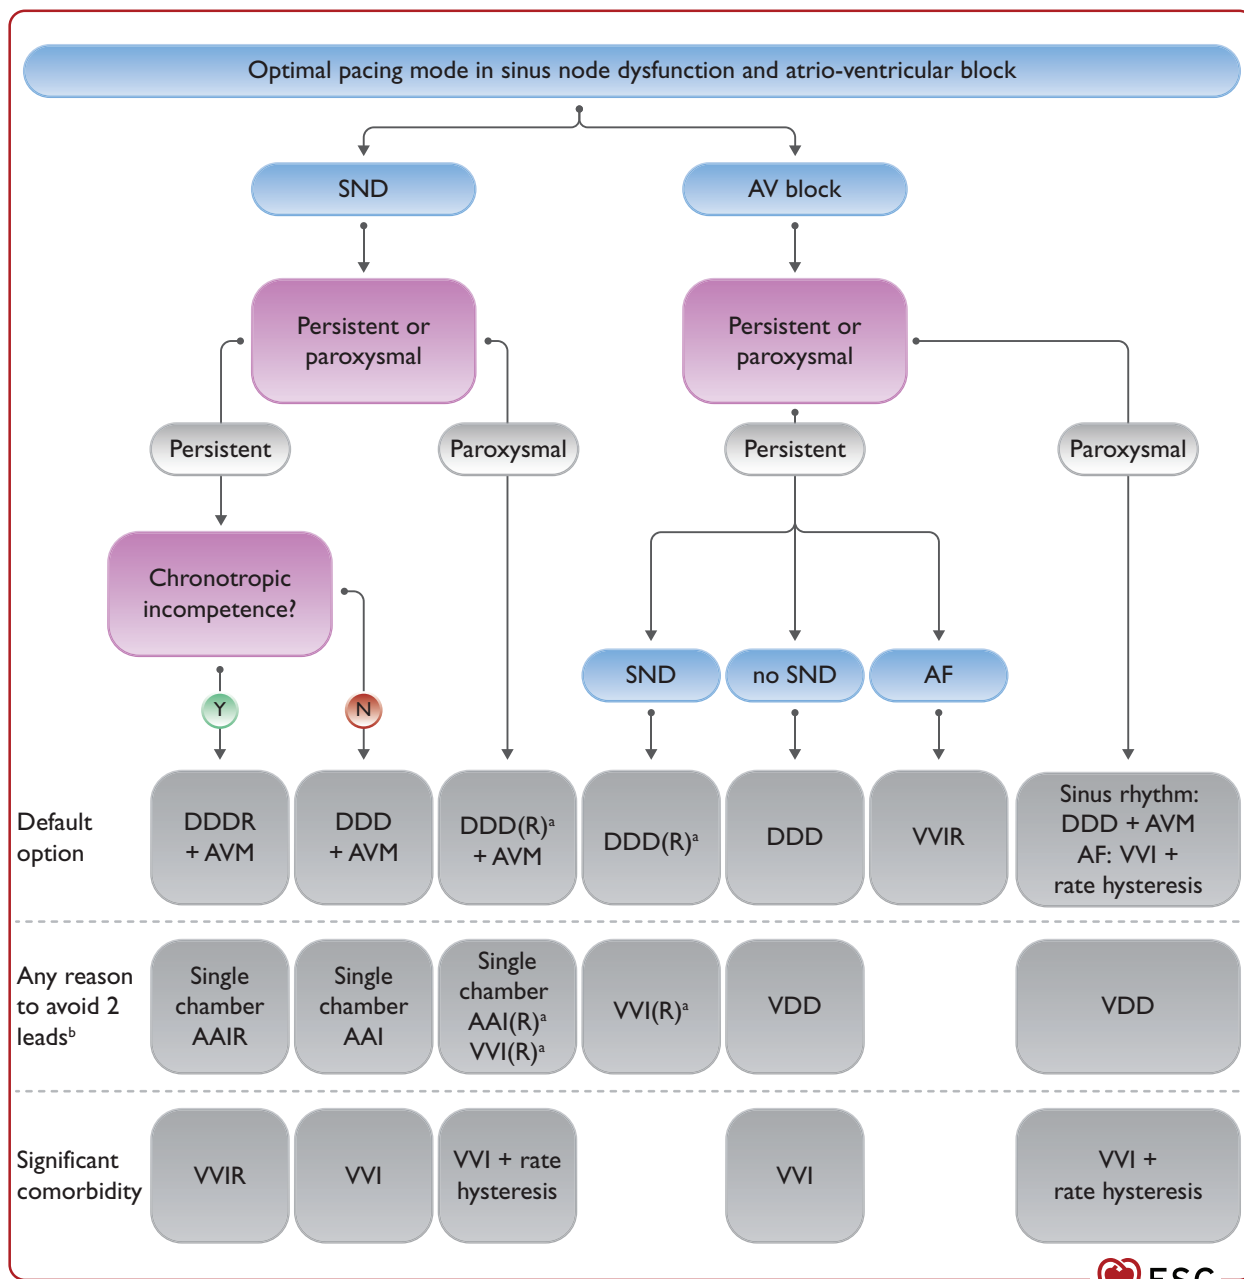 Optimal pacing mode in sinus node dysfunction and atrio-ventricular block
SND
AV block
Persistent or
paroxysmal
Persistent or
paroxysmal
Persistent
Paroxysmal
Persistent
Paroxysmal
Chronotropic
incompetence?
Y
N
SND
no SND
AF
Default
option
DDDR
+ AVM
DDD
+ AVM
DDD(R)ᵃ
+ AVM
DDD(R)ᵃ
DDD
VVIR
Sinus rhythm:
DDD + AVM
AF: VVI +
rate hysteresis
Any reason
to avoid 2
leadsᵇ
Single
chamber
AAIR
Single
chamber
AAI
Single
chamber
AAI(R)ᵃ
VVI(R)ᵃ
VVI(R)ᵃ
VDD
VDD
Significant
comorbidity
VVIR
VVI
VVI + rate
hysteresis
VVI
VVI +
rate hysteresis
ESC